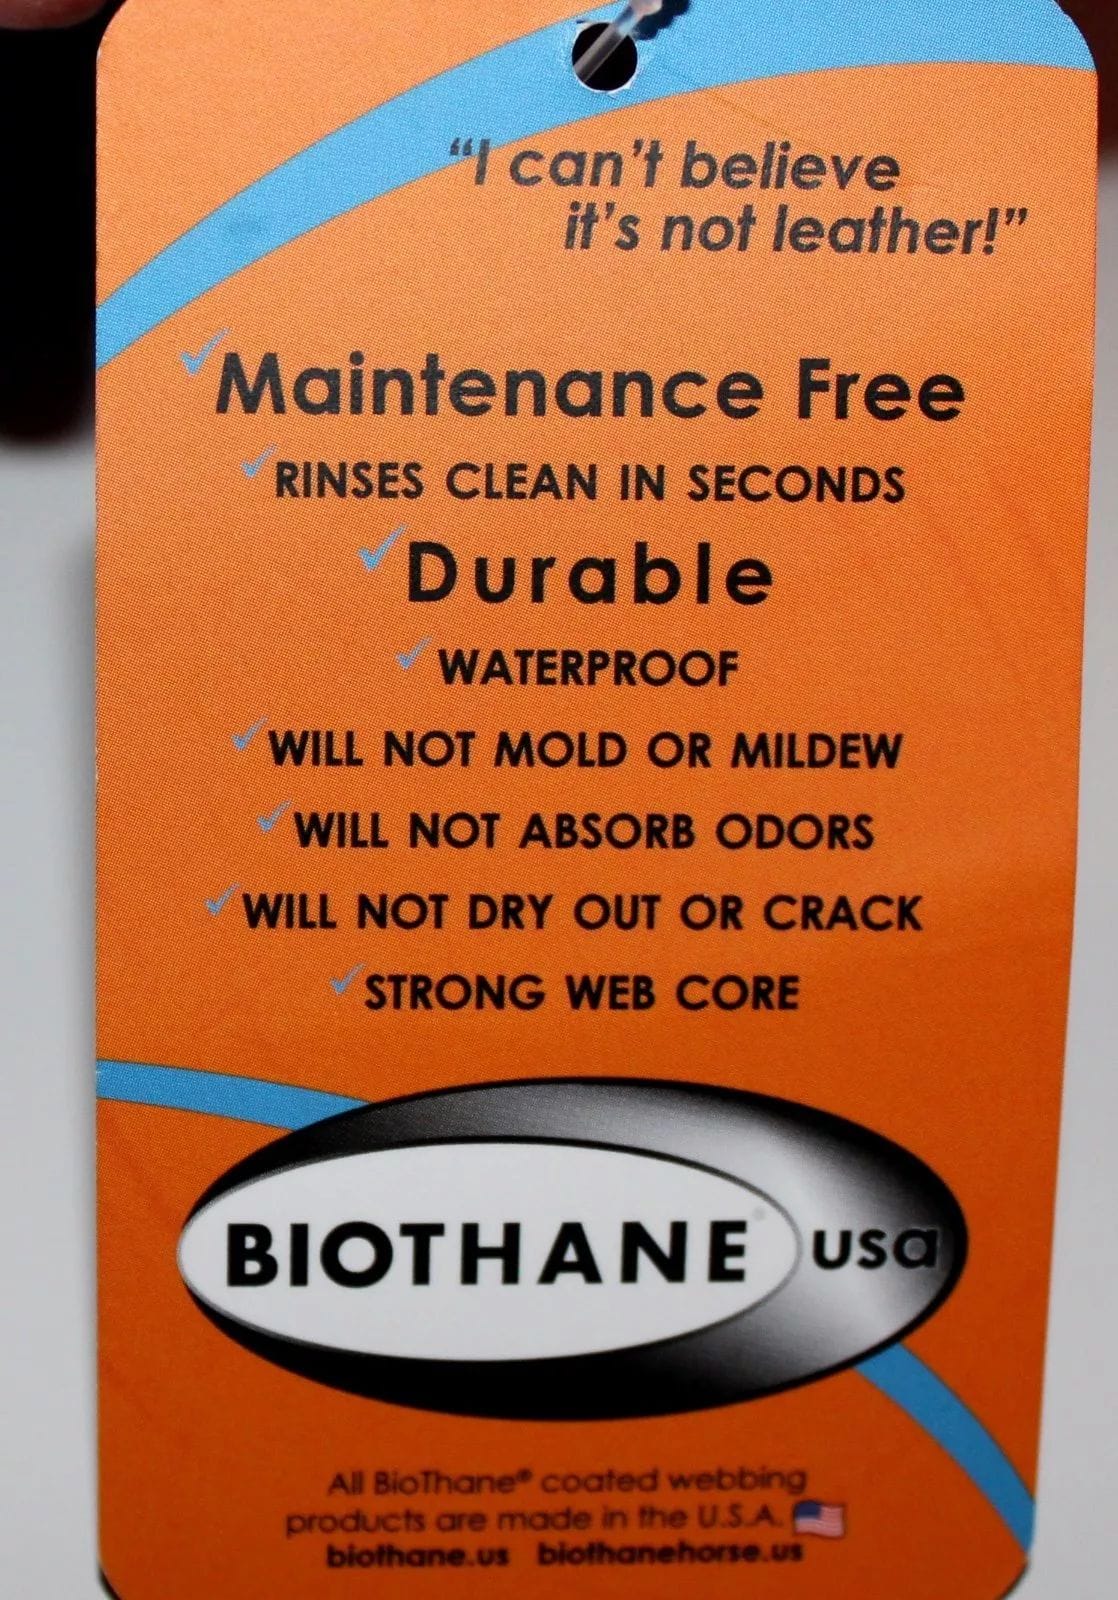 "I can't believe
it's not leather!"
Maintenance Free
RINSES CLEAN IN SECONDS
Durable
WATERPROOF
WILL NOT MOLD OR MILDEW
WILL NOT ABSORB ODORS
WILL NOT DRY OUT OR CRACK
STRONG WEB CORE
BIOTHANE® usa
All BioThane® coated webbing
products are made in the U.S.A.
biothane.us biothanehorse.us